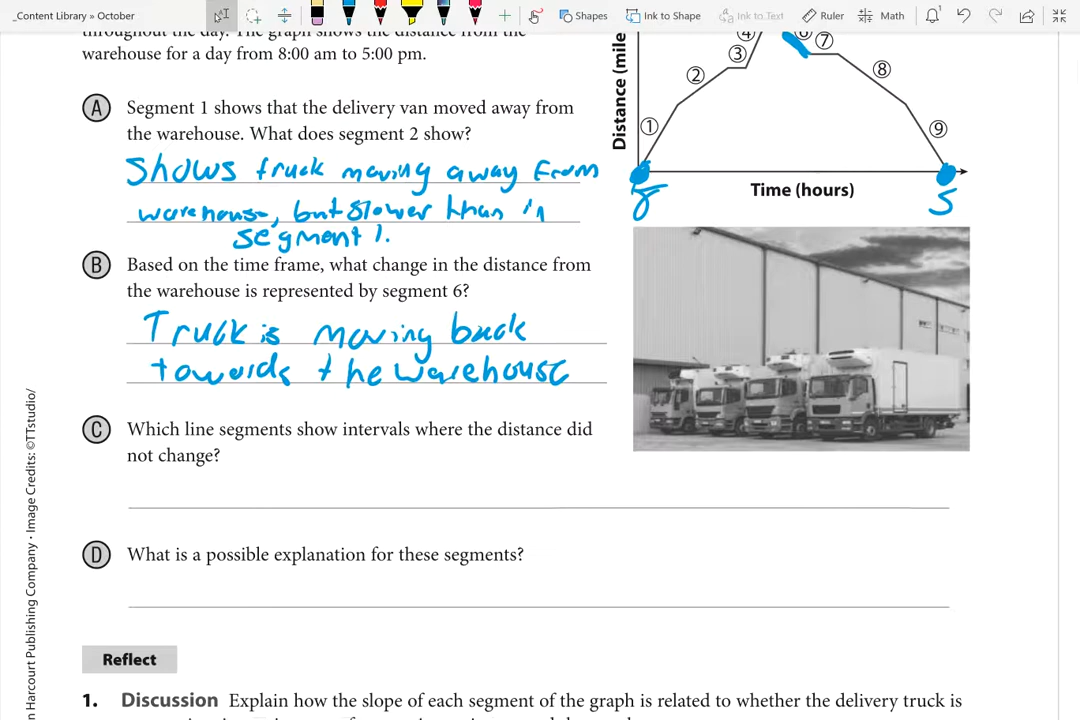 _Content Library » October
Shapes
Ink to Shape
Ink to Text
Ruler
Math
throughout the day. The graph shows the distance from the
warehouse for a day from 8:00 am to 5:00 pm.
A Segment 1 shows that the delivery van moved away from
the warehouse. What does segment 2 show?
Shows truck moving away From
warehouse, but slower than in
segment 1.
B Based on the time frame, what change in the distance from
the warehouse is represented by segment 6?
Truck is moving back
towards the warehouse
C Which line segments show intervals where the distance did
not change?
D What is a possible explanation for these segments?
Reflect
1. Discussion Explain how the slope of each segment of the graph is related to whether the delivery truck is
Distance (mile
1
2
3
4
6
7
8
9
Time (hours)
8
5
n Harcourt Publishing Company • Image Credits: ©TTstudio/